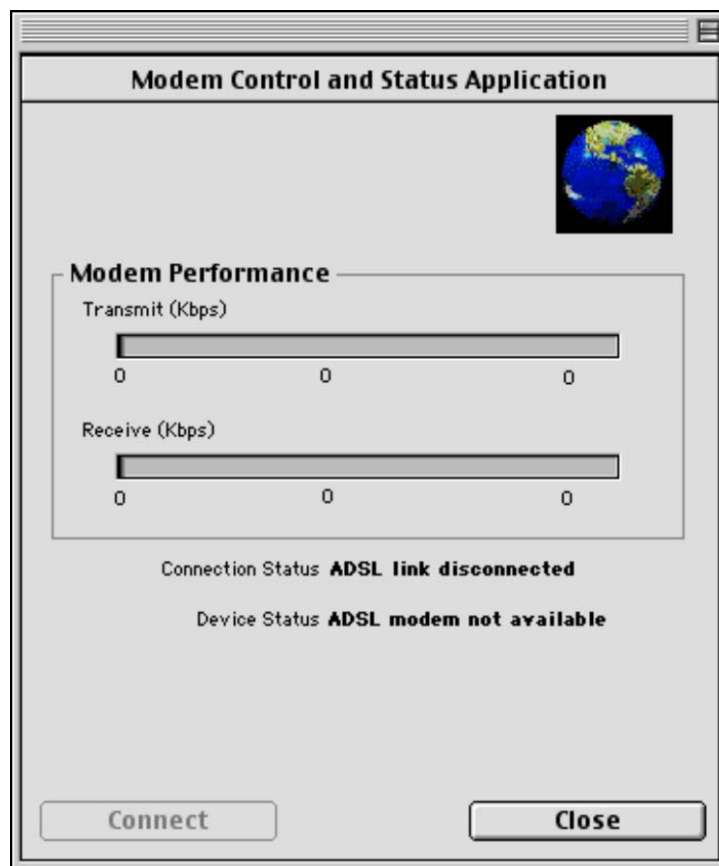 Modem Control and Status Application
Modem Performance
Transmit (Kbps)
0 0 0
Receive (Kbps)
0 0 0
Connection Status ADSL link disconnected
Device Status ADSL modem not available
Connect Close